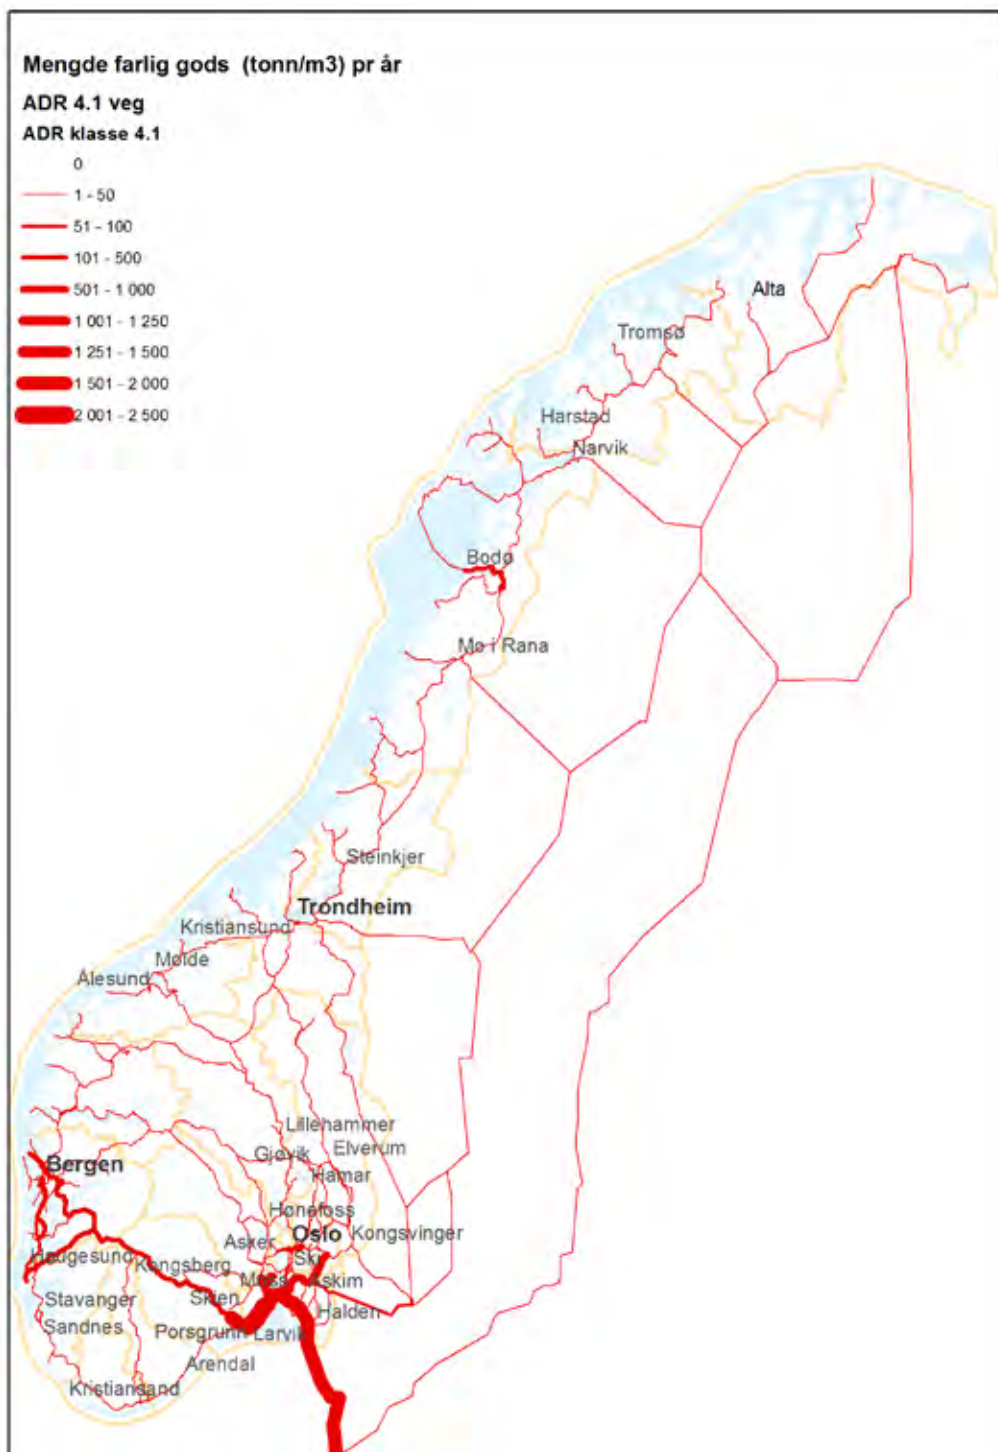 Mengde farlig gods (tonn/m3) pr år
ADR 4.1 veg
ADR klasse 4.1
0
1 - 50
51 - 100
101 - 500
501 - 1 000
1 001 - 1 250
1 251 - 1 500
1 501 - 2 000
2 001 - 2 500
Alta
Tromsø
Harstad
Narvik
Bodø
Mo i Rana
Steinkjer
Trondheim
Kristiansund
Molde
Ålesund
Lillehammer
Elverum
Gjøvik
Hamar
Bergen
Hønefoss
Oslo
Kongsvinger
Asker
Ski
Haugesund
Kongsberg
Moss
Askim
Skien
Stavanger
Halden
Sandnes
Porsgrunn
Larvik
Arendal
Kristiansand